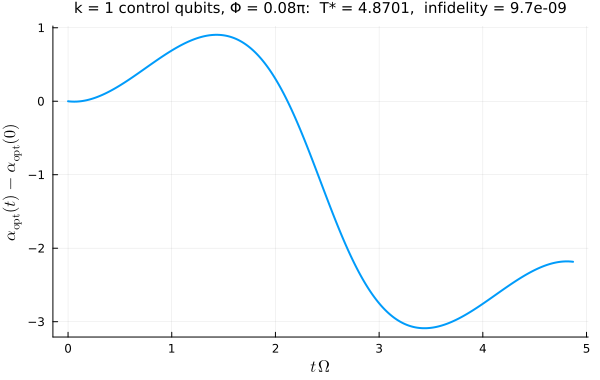 k = 1 control qubits, Φ = 0.08π:  T* = 4.8701,  infidelity = 9.7e-09
α_opt(t) − α_opt(0)
1
0
−1
−2
−3
0 1 2 3 4 5
t Ω